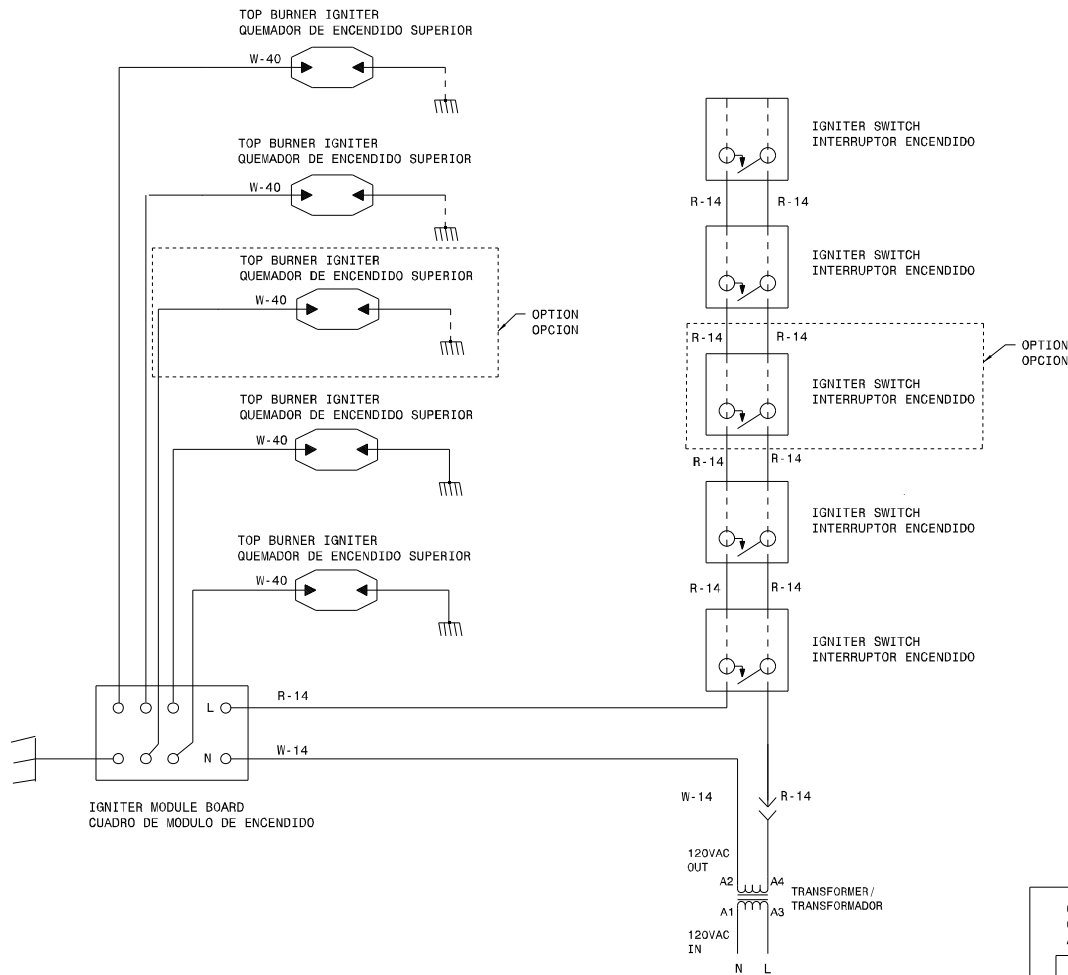 TOP BURNER IGNITER
QUEMADOR DE ENCENDIDO SUPERIOR
W-40
TOP BURNER IGNITER
QUEMADOR DE ENCENDIDO SUPERIOR
W-40
TOP BURNER IGNITER
QUEMADOR DE ENCENDIDO SUPERIOR
W-40
OPTION
OPCION
TOP BURNER IGNITER
QUEMADOR DE ENCENDIDO SUPERIOR
W-40
TOP BURNER IGNITER
QUEMADOR DE ENCENDIDO SUPERIOR
W-40
L
R-14
N
W-14
IGNITER MODULE BOARD
CUADRO DE MODULO DE ENCENDIDO
IGNITER SWITCH
INTERRUPTOR ENCENDIDO
R-14 R-14
IGNITER SWITCH
INTERRUPTOR ENCENDIDO
R-14 R-14
OPTION
OPCION
IGNITER SWITCH
INTERRUPTOR ENCENDIDO
R-14 R-14
IGNITER SWITCH
INTERRUPTOR ENCENDIDO
R-14 R-14
IGNITER SWITCH
INTERRUPTOR ENCENDIDO
W-14 R-14
120VAC
OUT
A2 A4
TRANSFORMER/
TRANSFORMADOR
A1 A3
120VAC
IN
N L